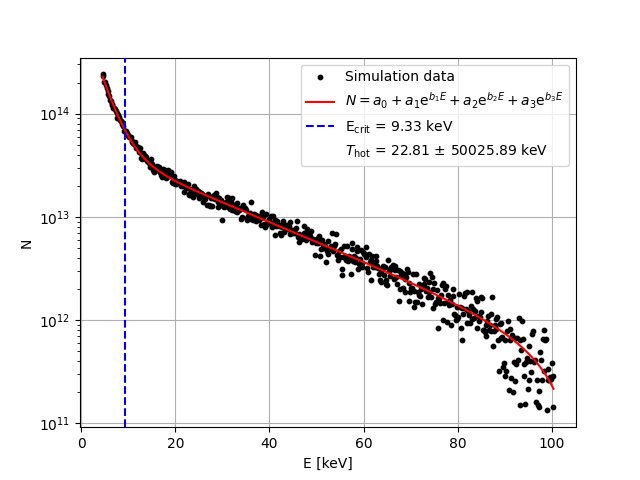 Simulation data
N = a₀ + a₁e^{b₁E} + a₂e^{b₂E} + a₃e^{b₃E}
E_crit = 9.33 keV
T_hot = 22.81 ± 50025.89 keV
N
10¹⁴
10¹³
10¹²
10¹¹
0 20 40 60 80 100
E [keV]